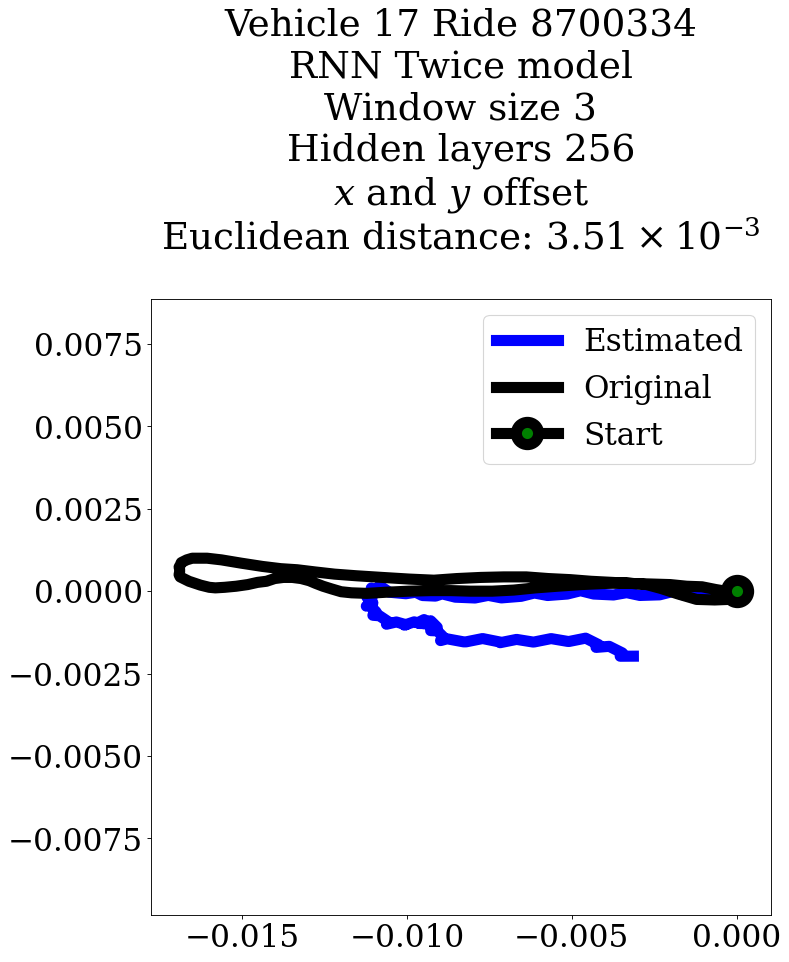 Vehicle 17 Ride 8700334
RNN Twice model
Window size 3
Hidden layers 256
x and y offset
Euclidean distance: 3.51 × 10⁻³
Estimated
Original
Start
0.0075
0.0050
0.0025
0.0000
−0.0025
−0.0050
−0.0075
−0.015 −0.010 −0.005 0.000